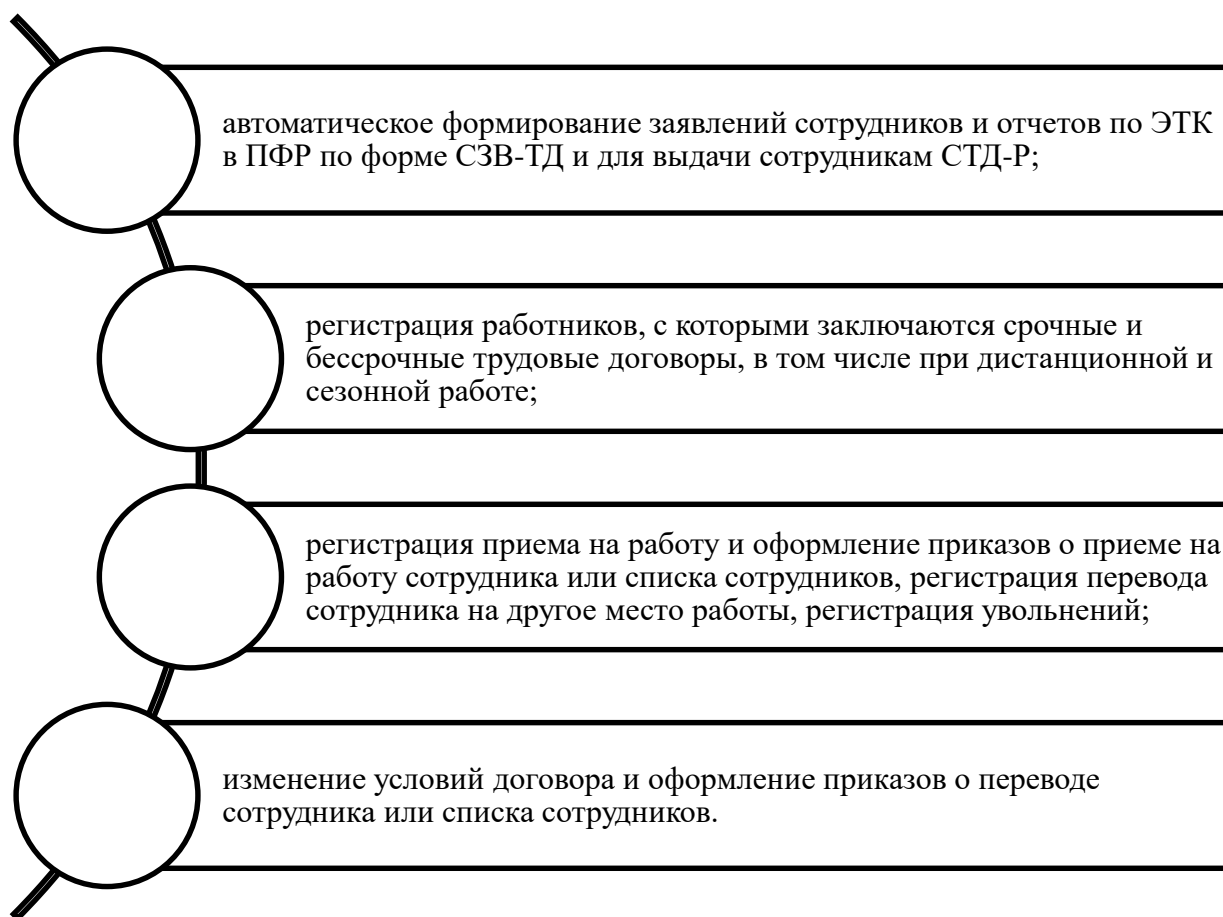 автоматическое формирование заявлений сотрудников и отчетов по ЭТК
в ПФР по форме СЗВ-ТД и для выдачи сотрудникам СТД-Р;
регистрация работников, с которыми заключаются срочные и
бессрочные трудовые договоры, в том числе при дистанционной и
сезонной работе;
регистрация приема на работу и оформление приказов о приеме на
работу сотрудника или списка сотрудников, регистрация перевода
сотрудника на другое место работы, регистрация увольнений;
изменение условий договора и оформление приказов о переводе
сотрудника или списка сотрудников.